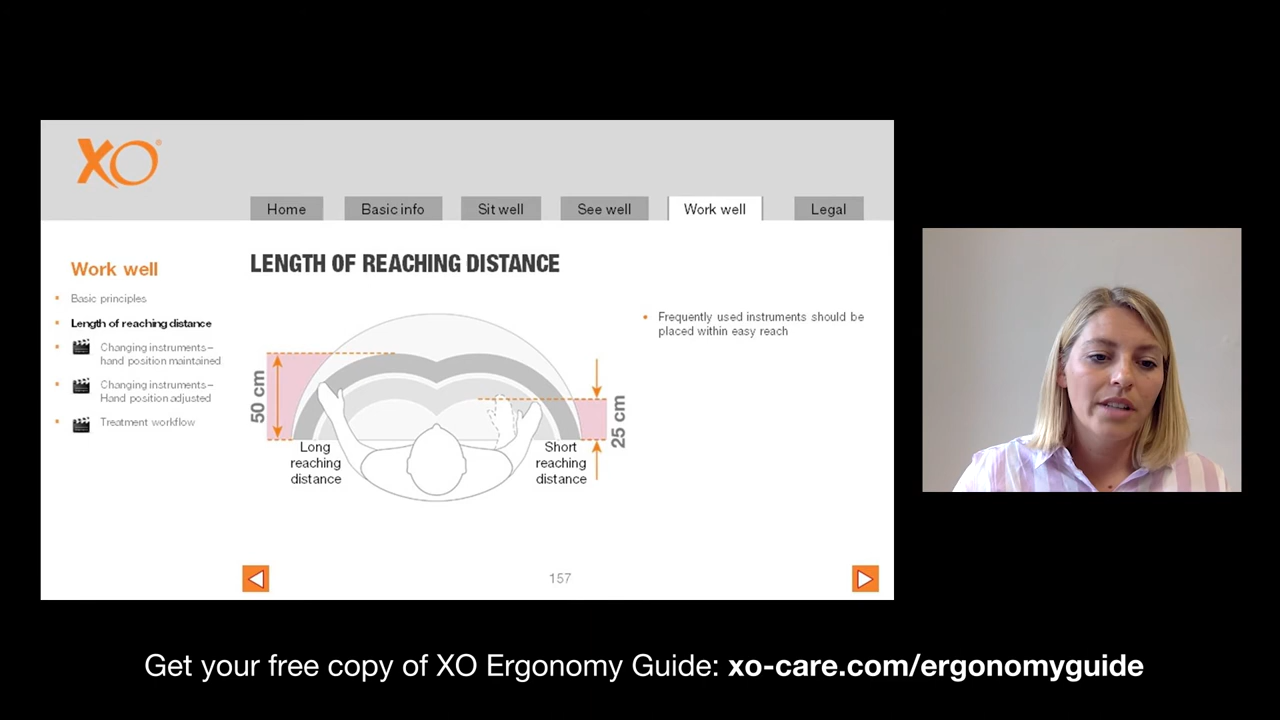 XO®
Home
Basic info
Sit well
See well
Work well
Legal
Work well
Basic principles
Length of reaching distance
Changing instruments–
hand position maintained
Changing instruments–
Hand position adjusted
Treatment workflow
LENGTH OF REACHING DISTANCE
50 cm
Long
reaching
distance
Short
reaching
distance
25 cm
Frequently used instruments should be
placed within easy reach
157
Get your free copy of XO Ergonomy Guide: xo-care.com/ergonomyguide